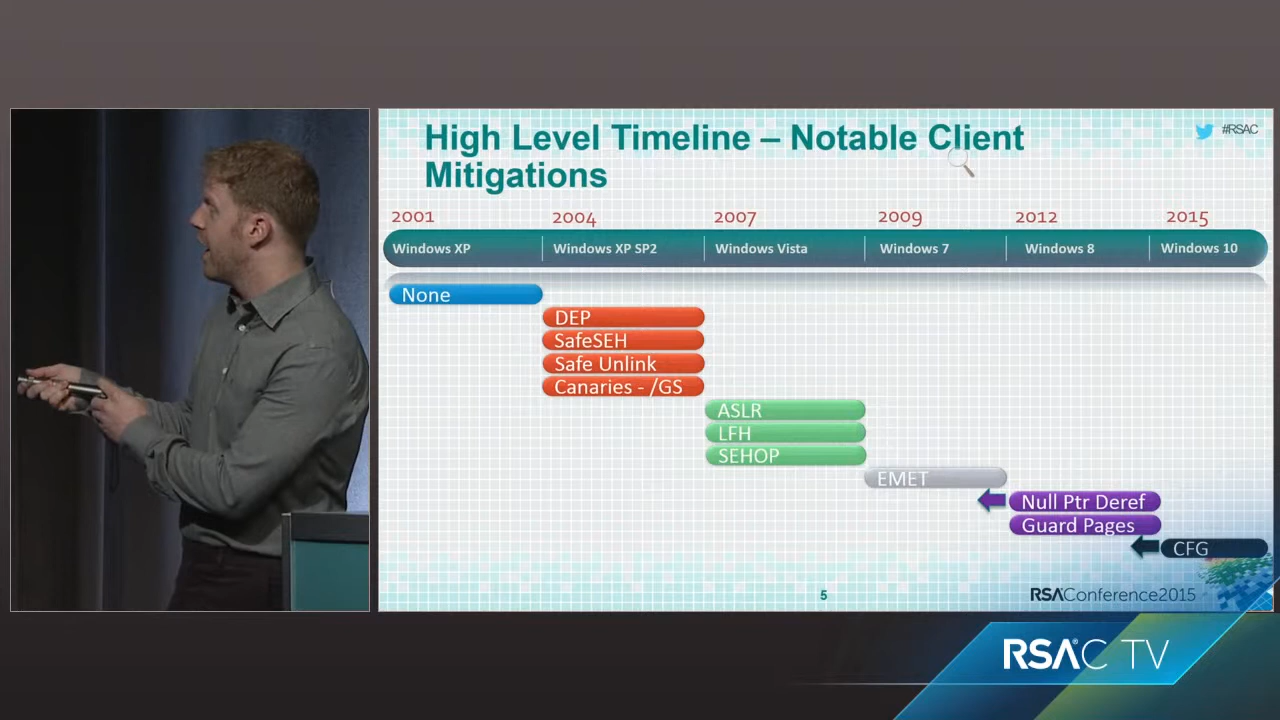 High Level Timeline – Notable Client
Mitigations
#RSAC
2001 2004 2007 2009 2012 2015
Windows XP Windows XP SP2 Windows Vista Windows 7 Windows 8 Windows 10
None
DEP
SafeSEH
Safe Unlink
Canaries - /GS
ASLR
LFH
SEHOP
EMET
Null Ptr Deref
Guard Pages
CFG
5
RSAConference2015
RSAC TV